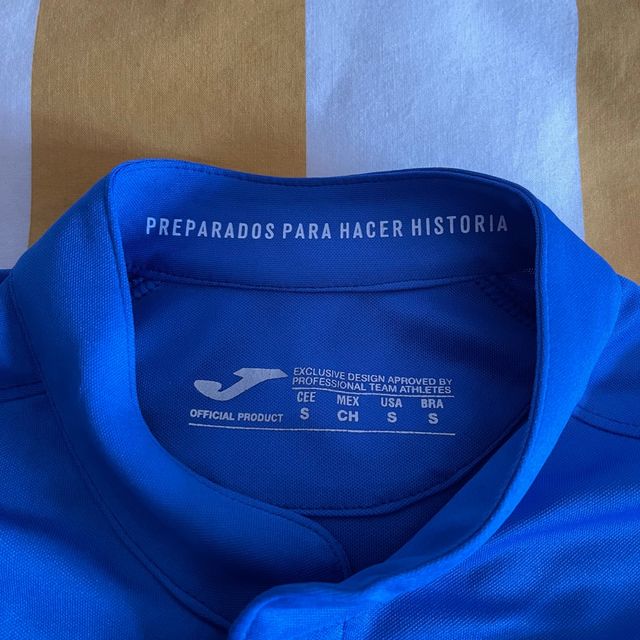 PREPARADOS PARA HACER HISTORIA
EXCLUSIVE DESIGN APROVED BY
PROFESSIONAL TEAM ATHLETES
OFFICIAL PRODUCT
CEE MEX USA BRA
S CH S S